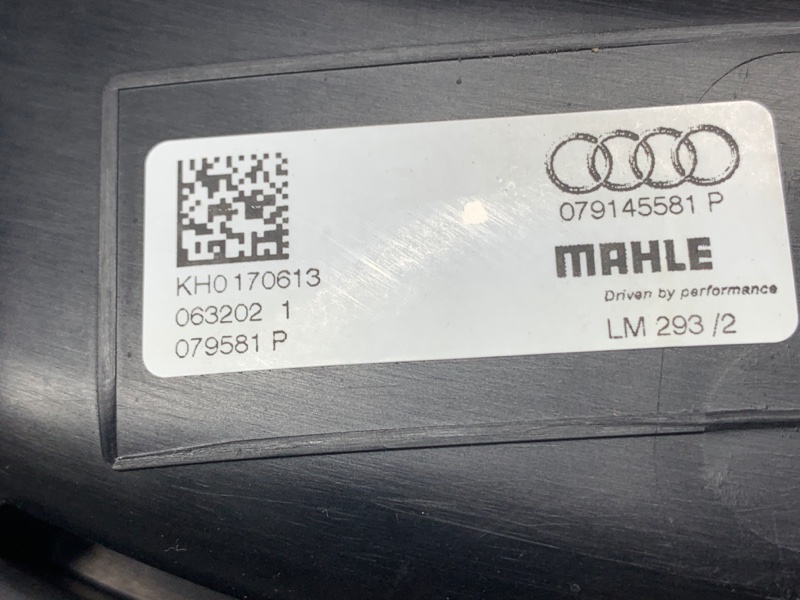 KH0 170613
063202 1
079581 P
079145581 P
MAHLE
Driven by performance
LM 293 /2